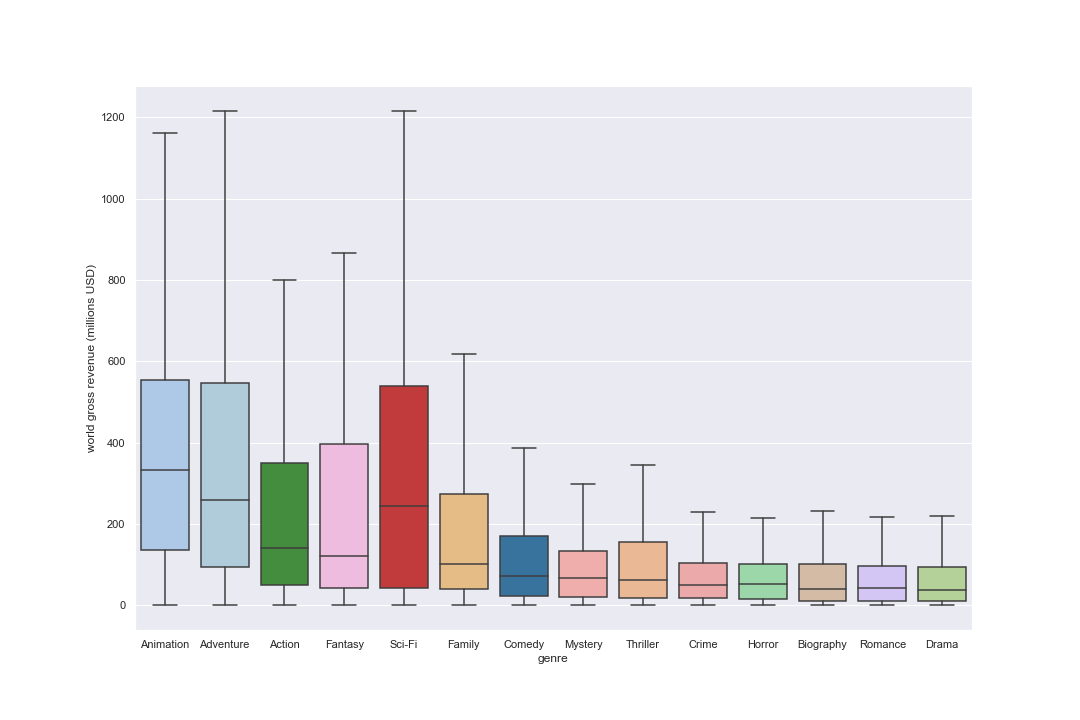 1200
1000
800
600
400
200
0
world gross revenue (millions USD)
Animation Adventure Action Fantasy Sci-Fi Family Comedy Mystery Thriller Crime Horror Biography Romance Drama
genre